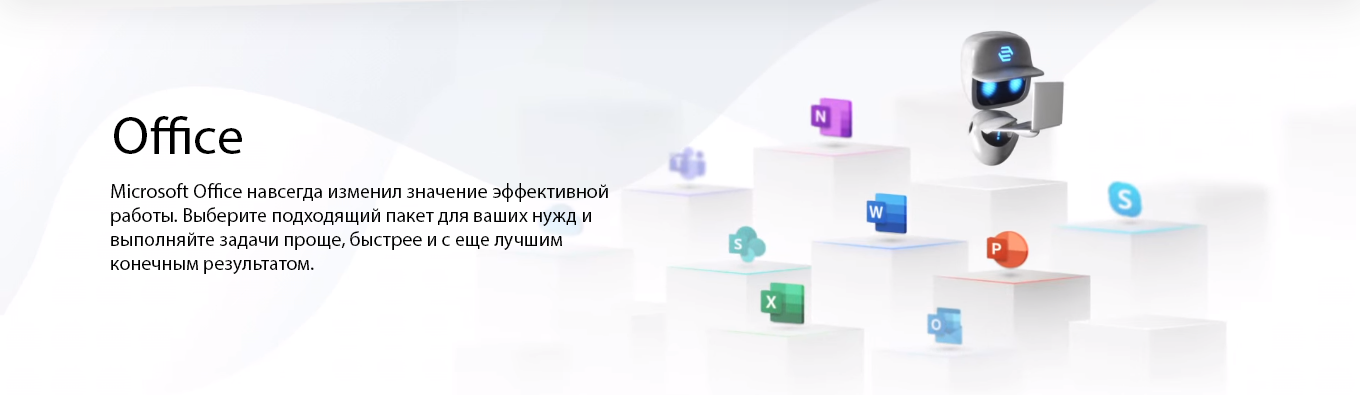 Office
Microsoft Office навсегда изменил значение эффективной
работы. Выберите подходящий пакет для ваших нужд и
выполняйте задачи проще, быстрее и с еще лучшим
конечным результатом.
N
T
S
W
S
P
X
O